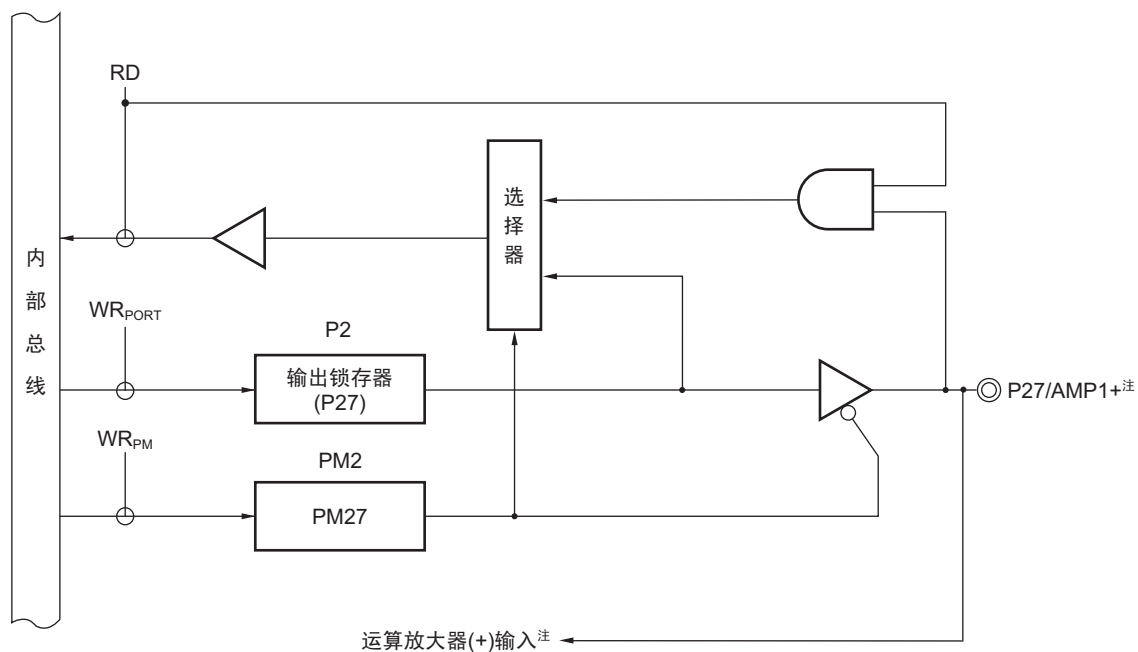 RD
选择器
内部总线
WRPORT
P2
输出锁存器
(P27)
P27/AMP1+注
WRPM
PM2
PM27
运算放大器(+)输入注